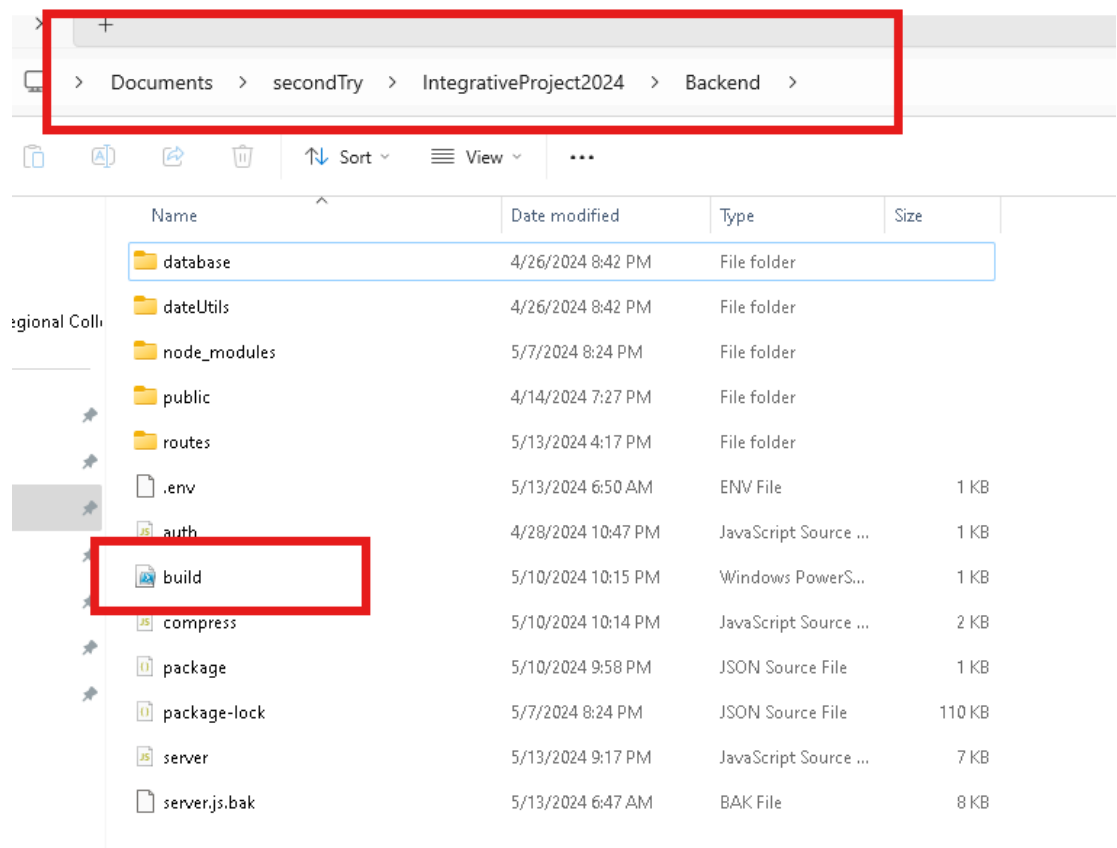 Documents > secondTry > IntegrativeProject2024 > Backend >
Sort View
Name Date modified Type Size
database 4/26/2024 8:42 PM File folder
dateUtils 4/26/2024 8:42 PM File folder
egional Coll
node_modules 5/7/2024 8:24 PM File folder
public 4/14/2024 7:27 PM File folder
routes 5/13/2024 4:17 PM File folder
.env 5/13/2024 6:50 AM ENV File 1 KB
auth 4/28/2024 10:47 PM JavaScript Source ... 1 KB
build 5/10/2024 10:15 PM Windows PowerS... 1 KB
compress 5/10/2024 10:14 PM JavaScript Source ... 2 KB
package 5/10/2024 9:58 PM JSON Source File 1 KB
package-lock 5/7/2024 8:24 PM JSON Source File 110 KB
server 5/13/2024 9:17 PM JavaScript Source ... 7 KB
server.js.bak 5/13/2024 6:47 AM BAK File 8 KB